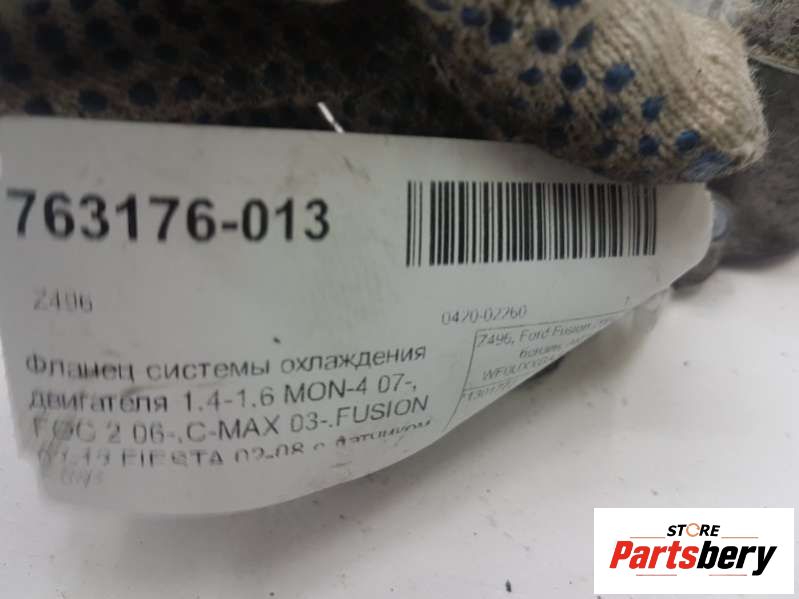 763176-013
0420-02260
Фланец системы охлаждения
двигателя 1.4-1.6 MON-4 07-,
FOC 2 06-,C-MAX 03-.FUSION
FIESTA 02-08 с датчиком
7496, Ford Fusion
STORE
Partsbery